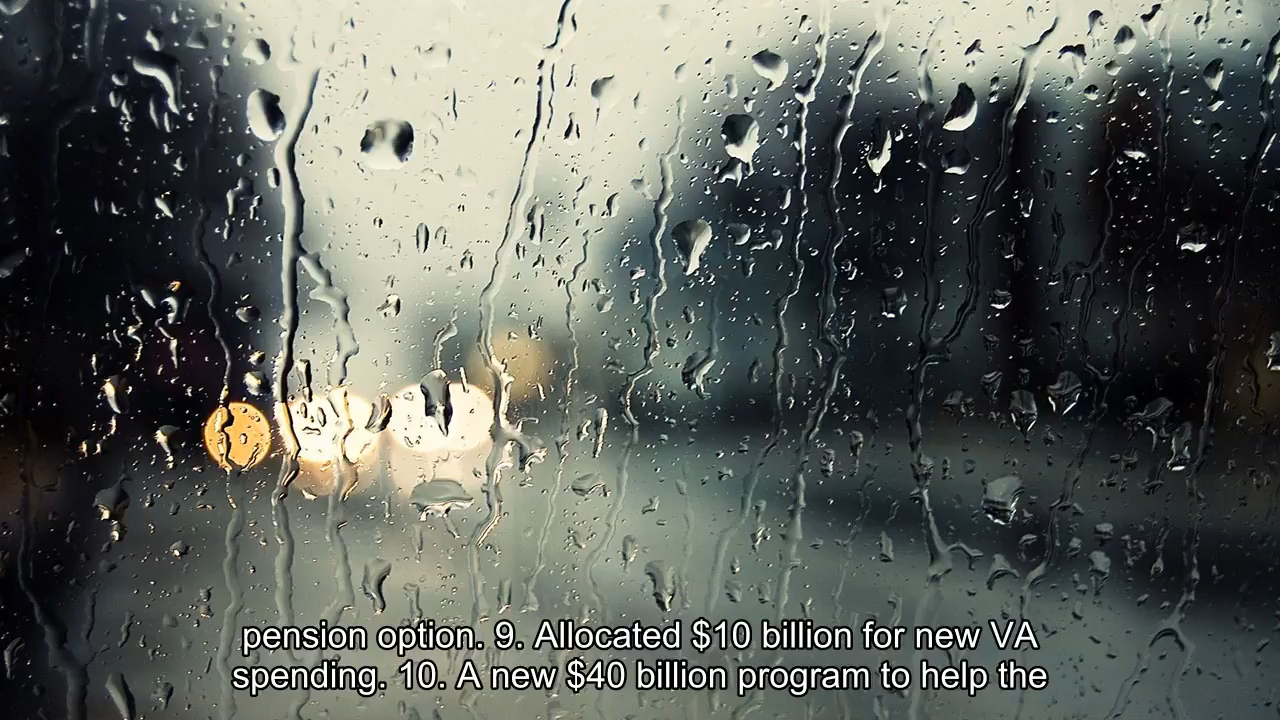 pension option. 9. Allocated $10 billion for new VA
spending. 10. A new $40 billion program to help the